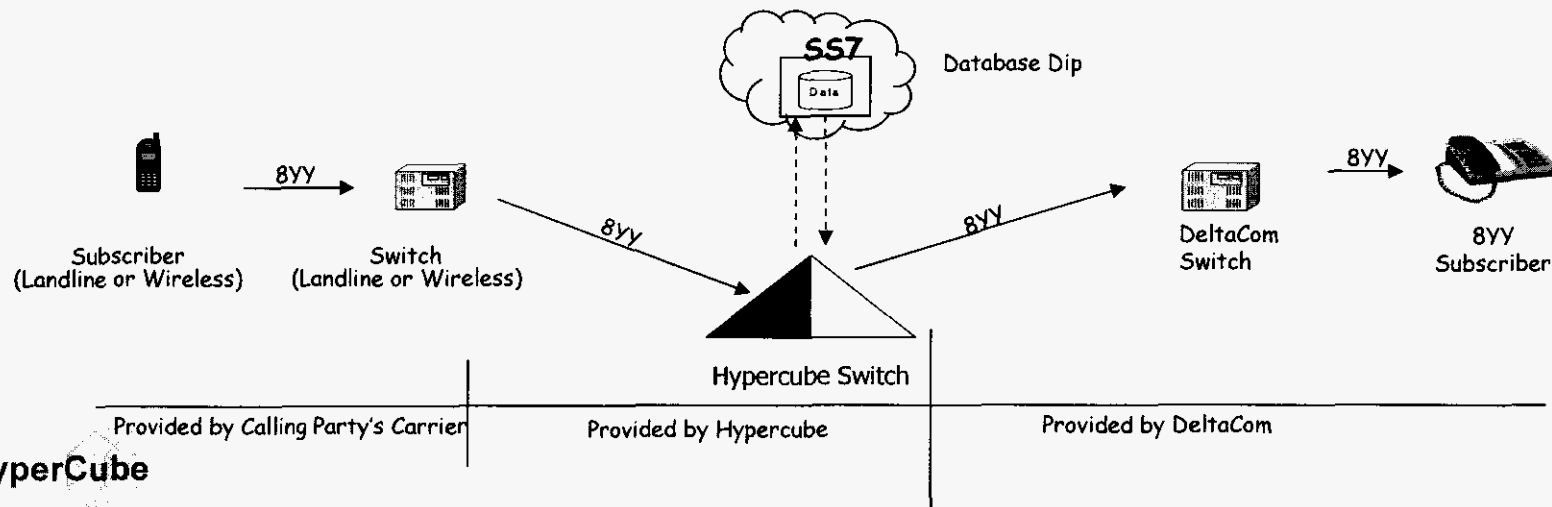 SS7
Data
Database Dip
8YY
8YY
8YY
8YY
Subscriber
(Landline or Wireless)
Switch
(Landline or Wireless)
DeltaCom
Switch
8YY
Subscriber
Hypercube Switch
Provided by Calling Party's Carrier
Provided by Hypercube
Provided by DeltaCom
yperCube